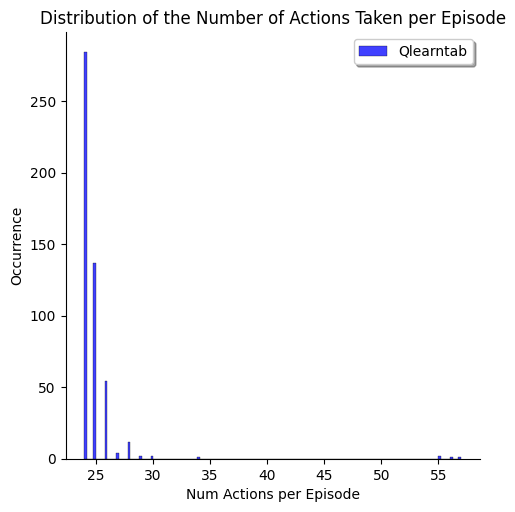 Distribution of the Number of Actions Taken per Episode
Qlearntab
Occurrence
250
200
150
100
50
0
25 30 35 40 45 50 55
Num Actions per Episode